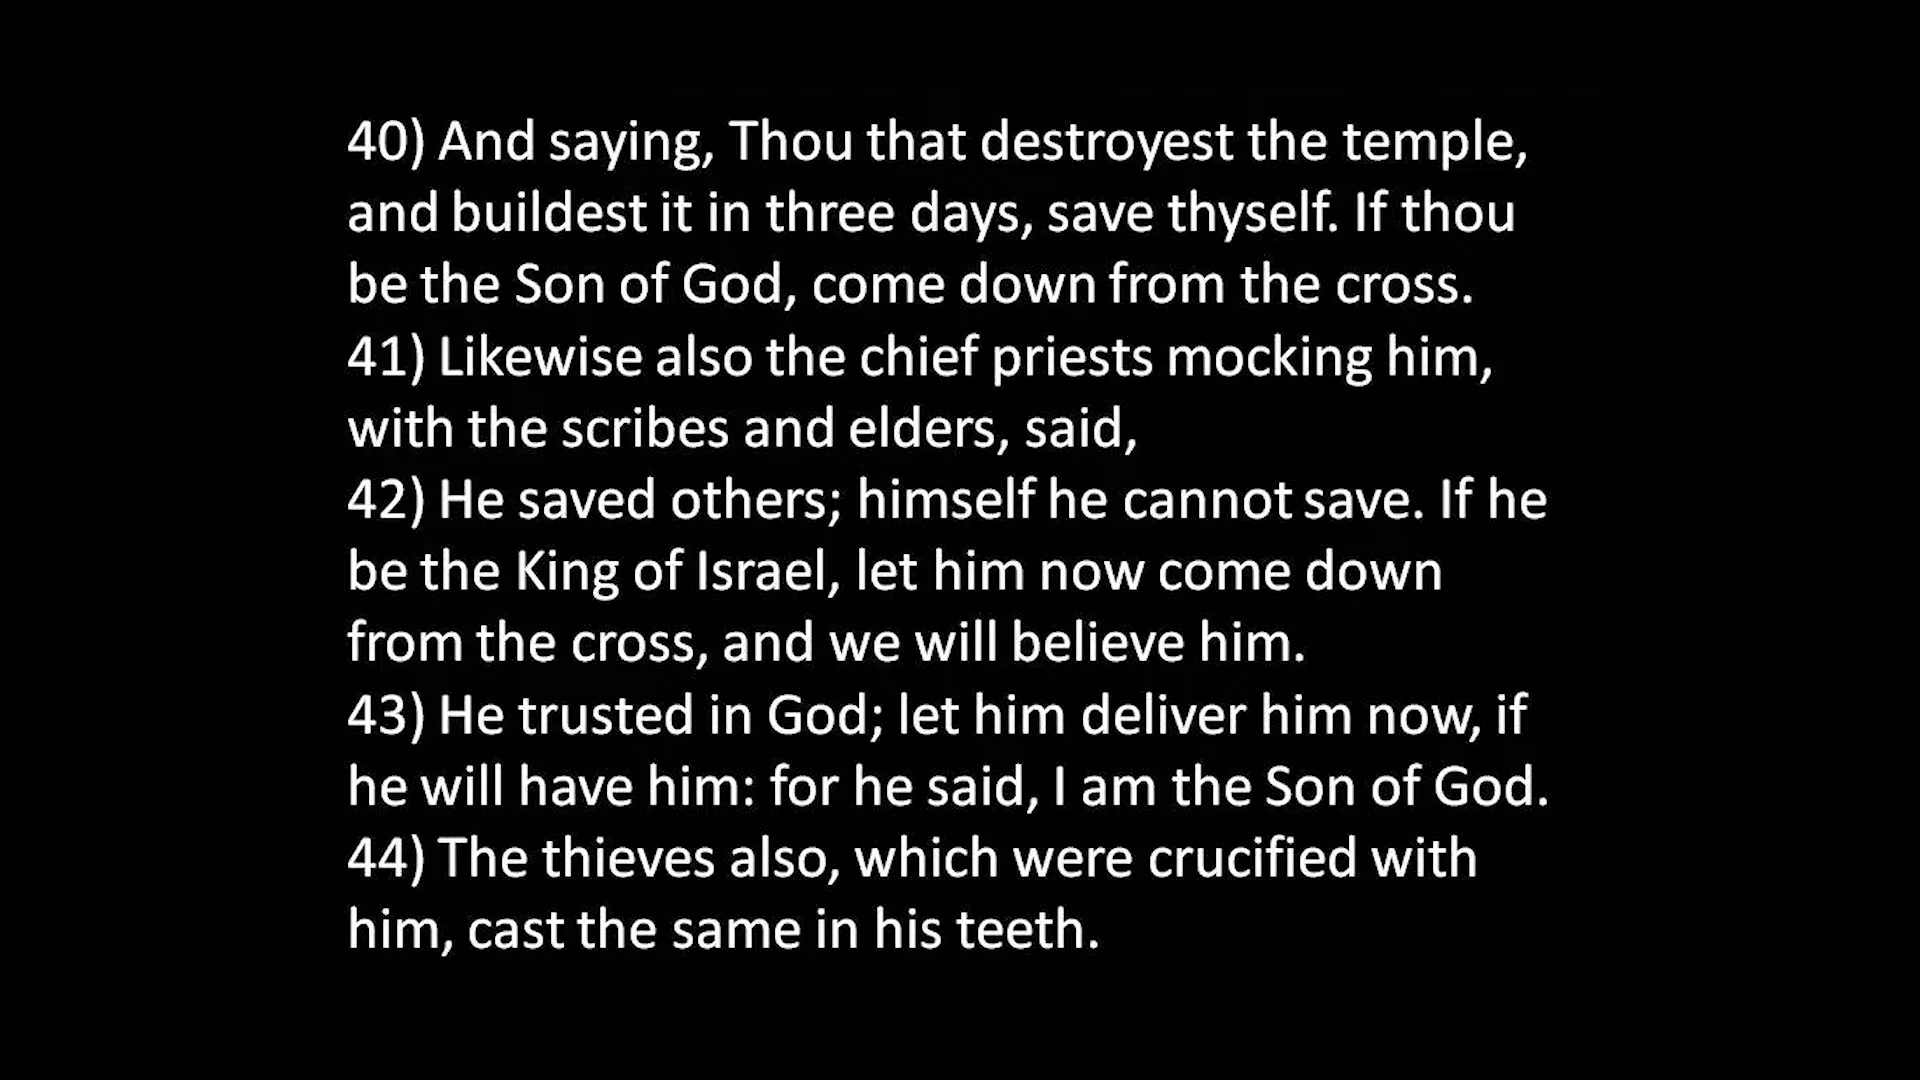 40) And saying, Thou that destroyest the temple,
and buildest it in three days, save thyself. If thou
be the Son of God, come down from the cross.
41) Likewise also the chief priests mocking him,
with the scribes and elders, said,
42) He saved others; himself he cannot save. If he
be the King of Israel, let him now come down
from the cross, and we will believe him.
43) He trusted in God; let him deliver him now, if
he will have him: for he said, I am the Son of God.
44) The thieves also, which were crucified with
him, cast the same in his teeth.